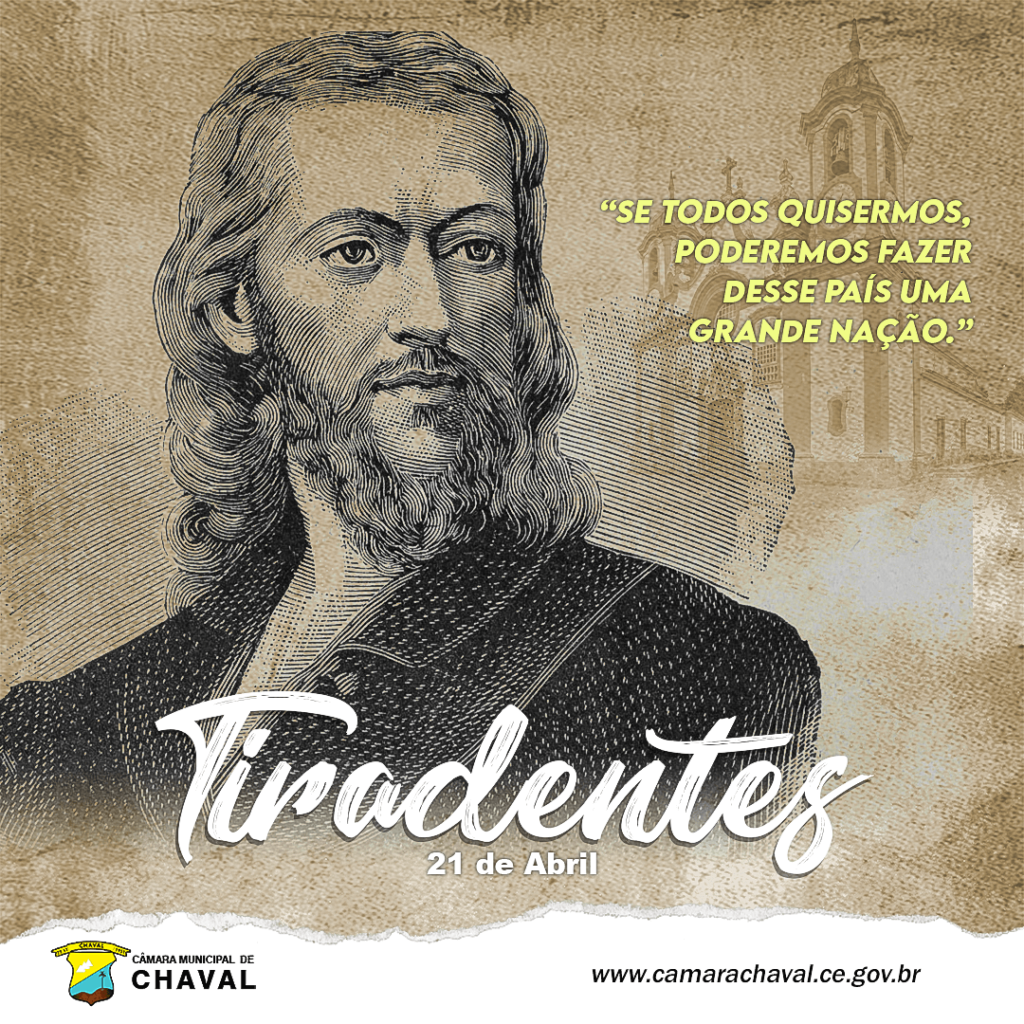 “SE TODOS QUISERMOS,
PODEREMOS FAZER
DESSE PAÍS UMA
GRANDE NAÇÃO.”
Tiradentes
21 de Abril
CHAVAL
CÂMARA MUNICIPAL DE
CHAVAL
www.camarachaval.ce.gov.br